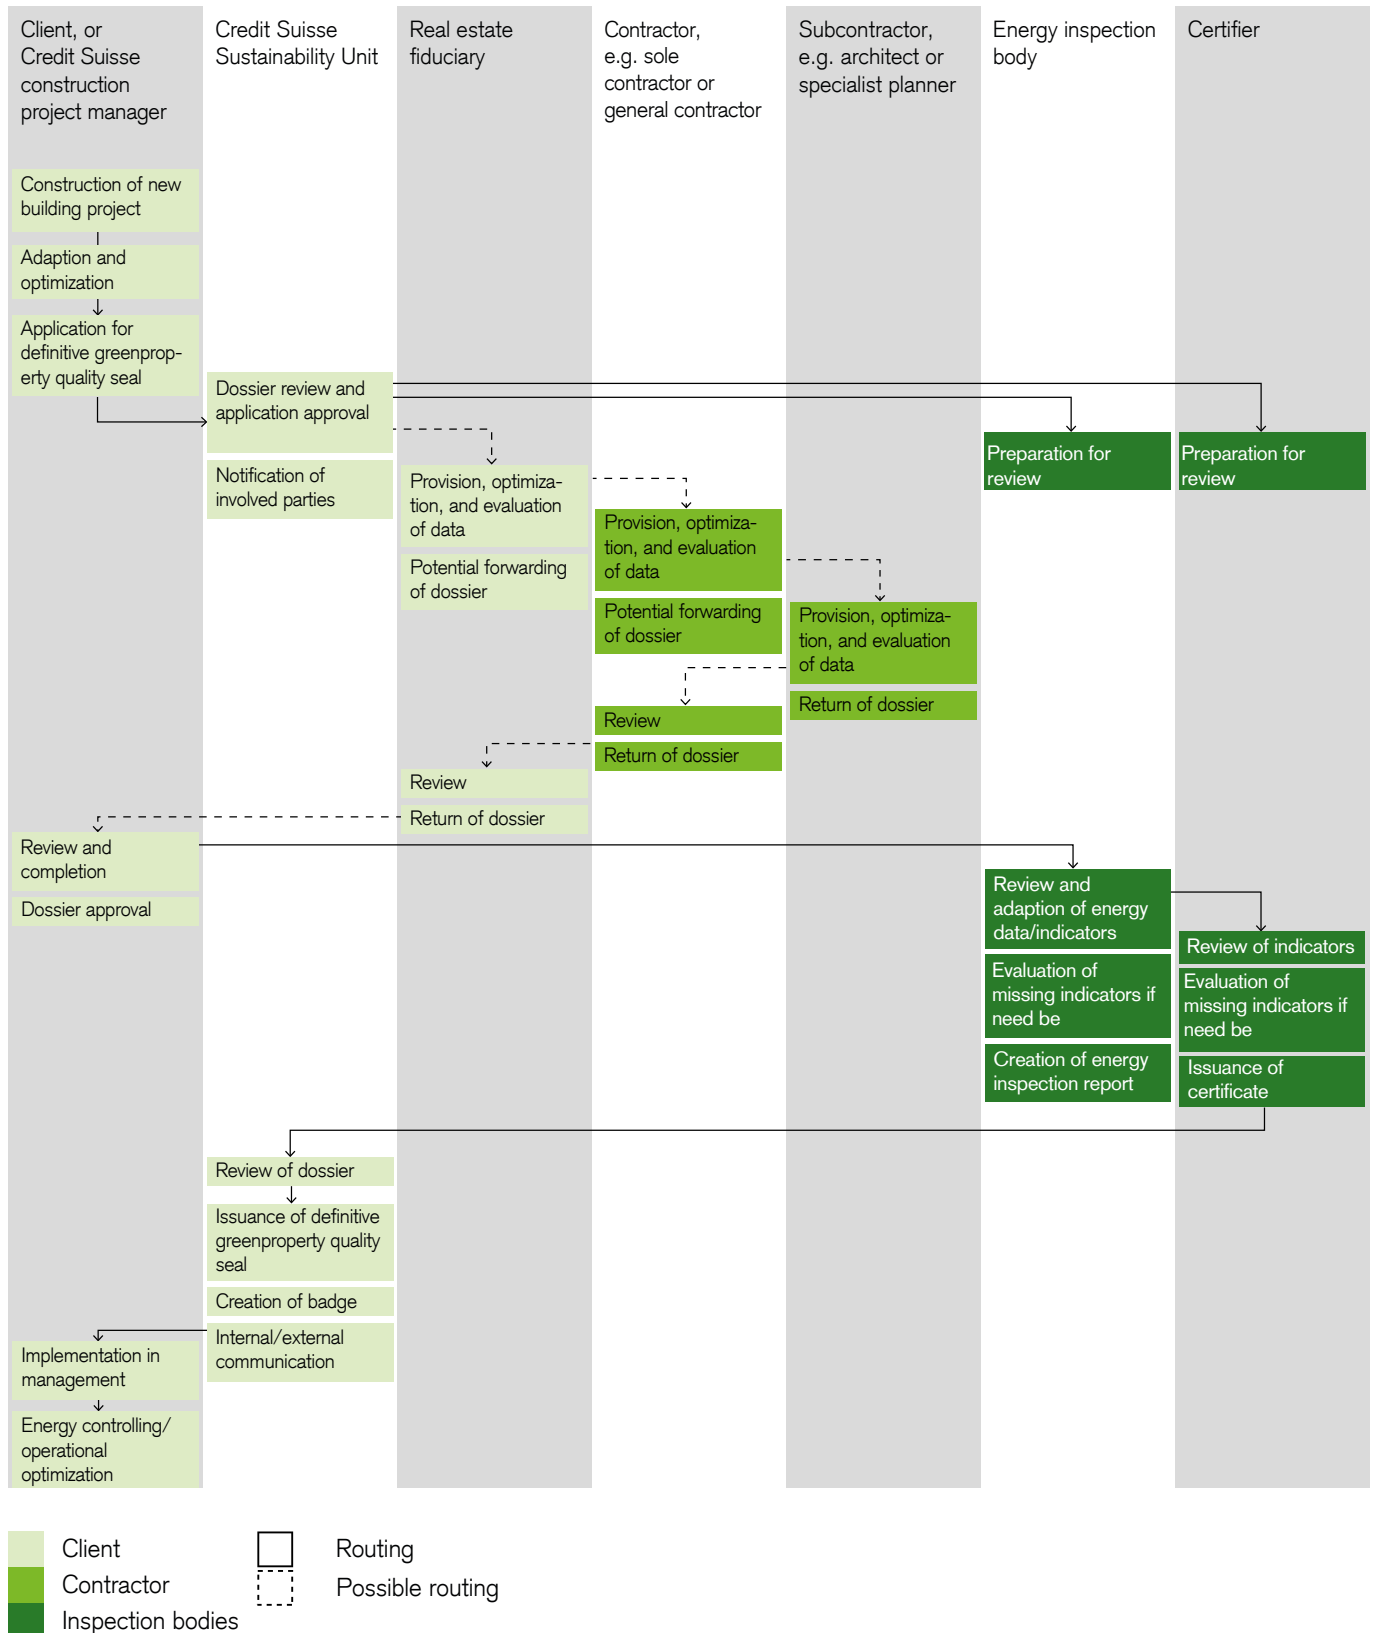 Client, or
Credit Suisse
construction
project manager
Credit Suisse
Sustainability Unit
Real estate
fiduciary
Contractor,
e.g. sole
contractor or
general contractor
Subcontractor,
e.g. architect or
specialist planner
Energy inspection
body
Certifier
Construction of new
building project
Adaption and
optimization
Application for
definitive greenprop-
erty quality seal
Dossier review and
application approval
Notification of
involved parties
Preparation for
review
Preparation for
review
Provision, optimiza-
tion, and evaluation
of data
Potential forwarding
of dossier
Provision, optimiza-
tion, and evaluation
of data
Potential forwarding
of dossier
Provision, optimiza-
tion, and evaluation
of data
Return of dossier
Review
Return of dossier
Review
Return of dossier
Review and
completion
Dossier approval
Review and
adaption of energy
data/indicators
Evaluation of
missing indicators if
need be
Creation of energy
inspection report
Review of indicators
Evaluation of
missing indicators if
need be
Issuance of
certificate
Review of dossier
Issuance of definitive
greenproperty quality
seal
Creation of badge
Internal/external
communication
Implementation in
management
Energy controlling/
operational
optimization
Client
Contractor
Inspection bodies
Routing
Possible routing